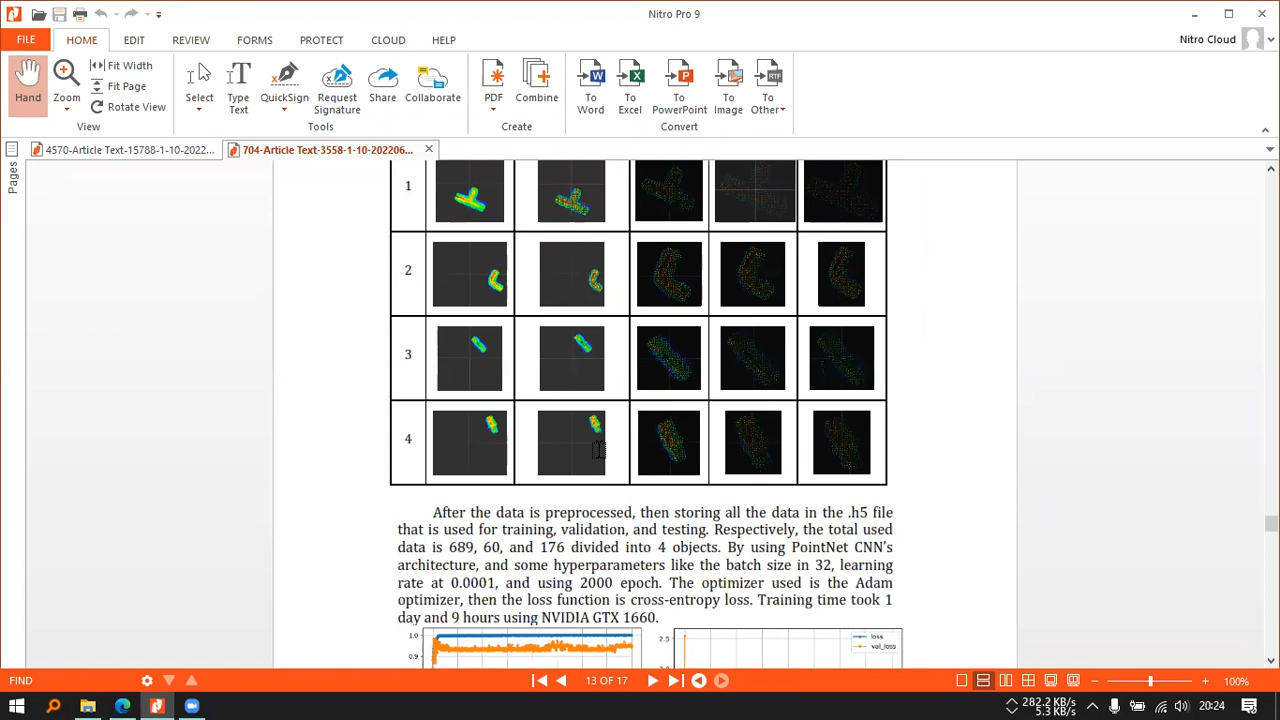 Nitro Pro 9
FILE HOME EDIT REVIEW FORMS PROTECT CLOUD HELP Nitro Cloud
Hand
Zoom
Fit Width
Fit Page
Rotate View
Select
Type Text
QuickSign
Request Signature
Share
Collaborate
PDF
Combine
To Word
To Excel
To PowerPoint
To Image
To Other
View Tools Create Convert
4570-Article Text-15788-1-10-2022... 704-Article Text-3558-1-10-202206...
Pages
1
2
3
4
After the data is preprocessed, then storing all the data in the .h5 file
that is used for training, validation, and testing. Respectively, the total used
data is 689, 60, and 176 divided into 4 objects. By using PointNet CNN's
architecture, and some hyperparameters like the batch size in 32, learning
rate at 0.0001, and using 2000 epoch. The optimizer used is the Adam
optimizer, then the loss function is cross-entropy loss. Training time took 1
day and 9 hours using NVIDIA GTX 1660.
1.0
0.9
2.5
loss
val_loss
FIND 13 OF 17 100%
282.2 KB/s
5.3 KB/s
20:24